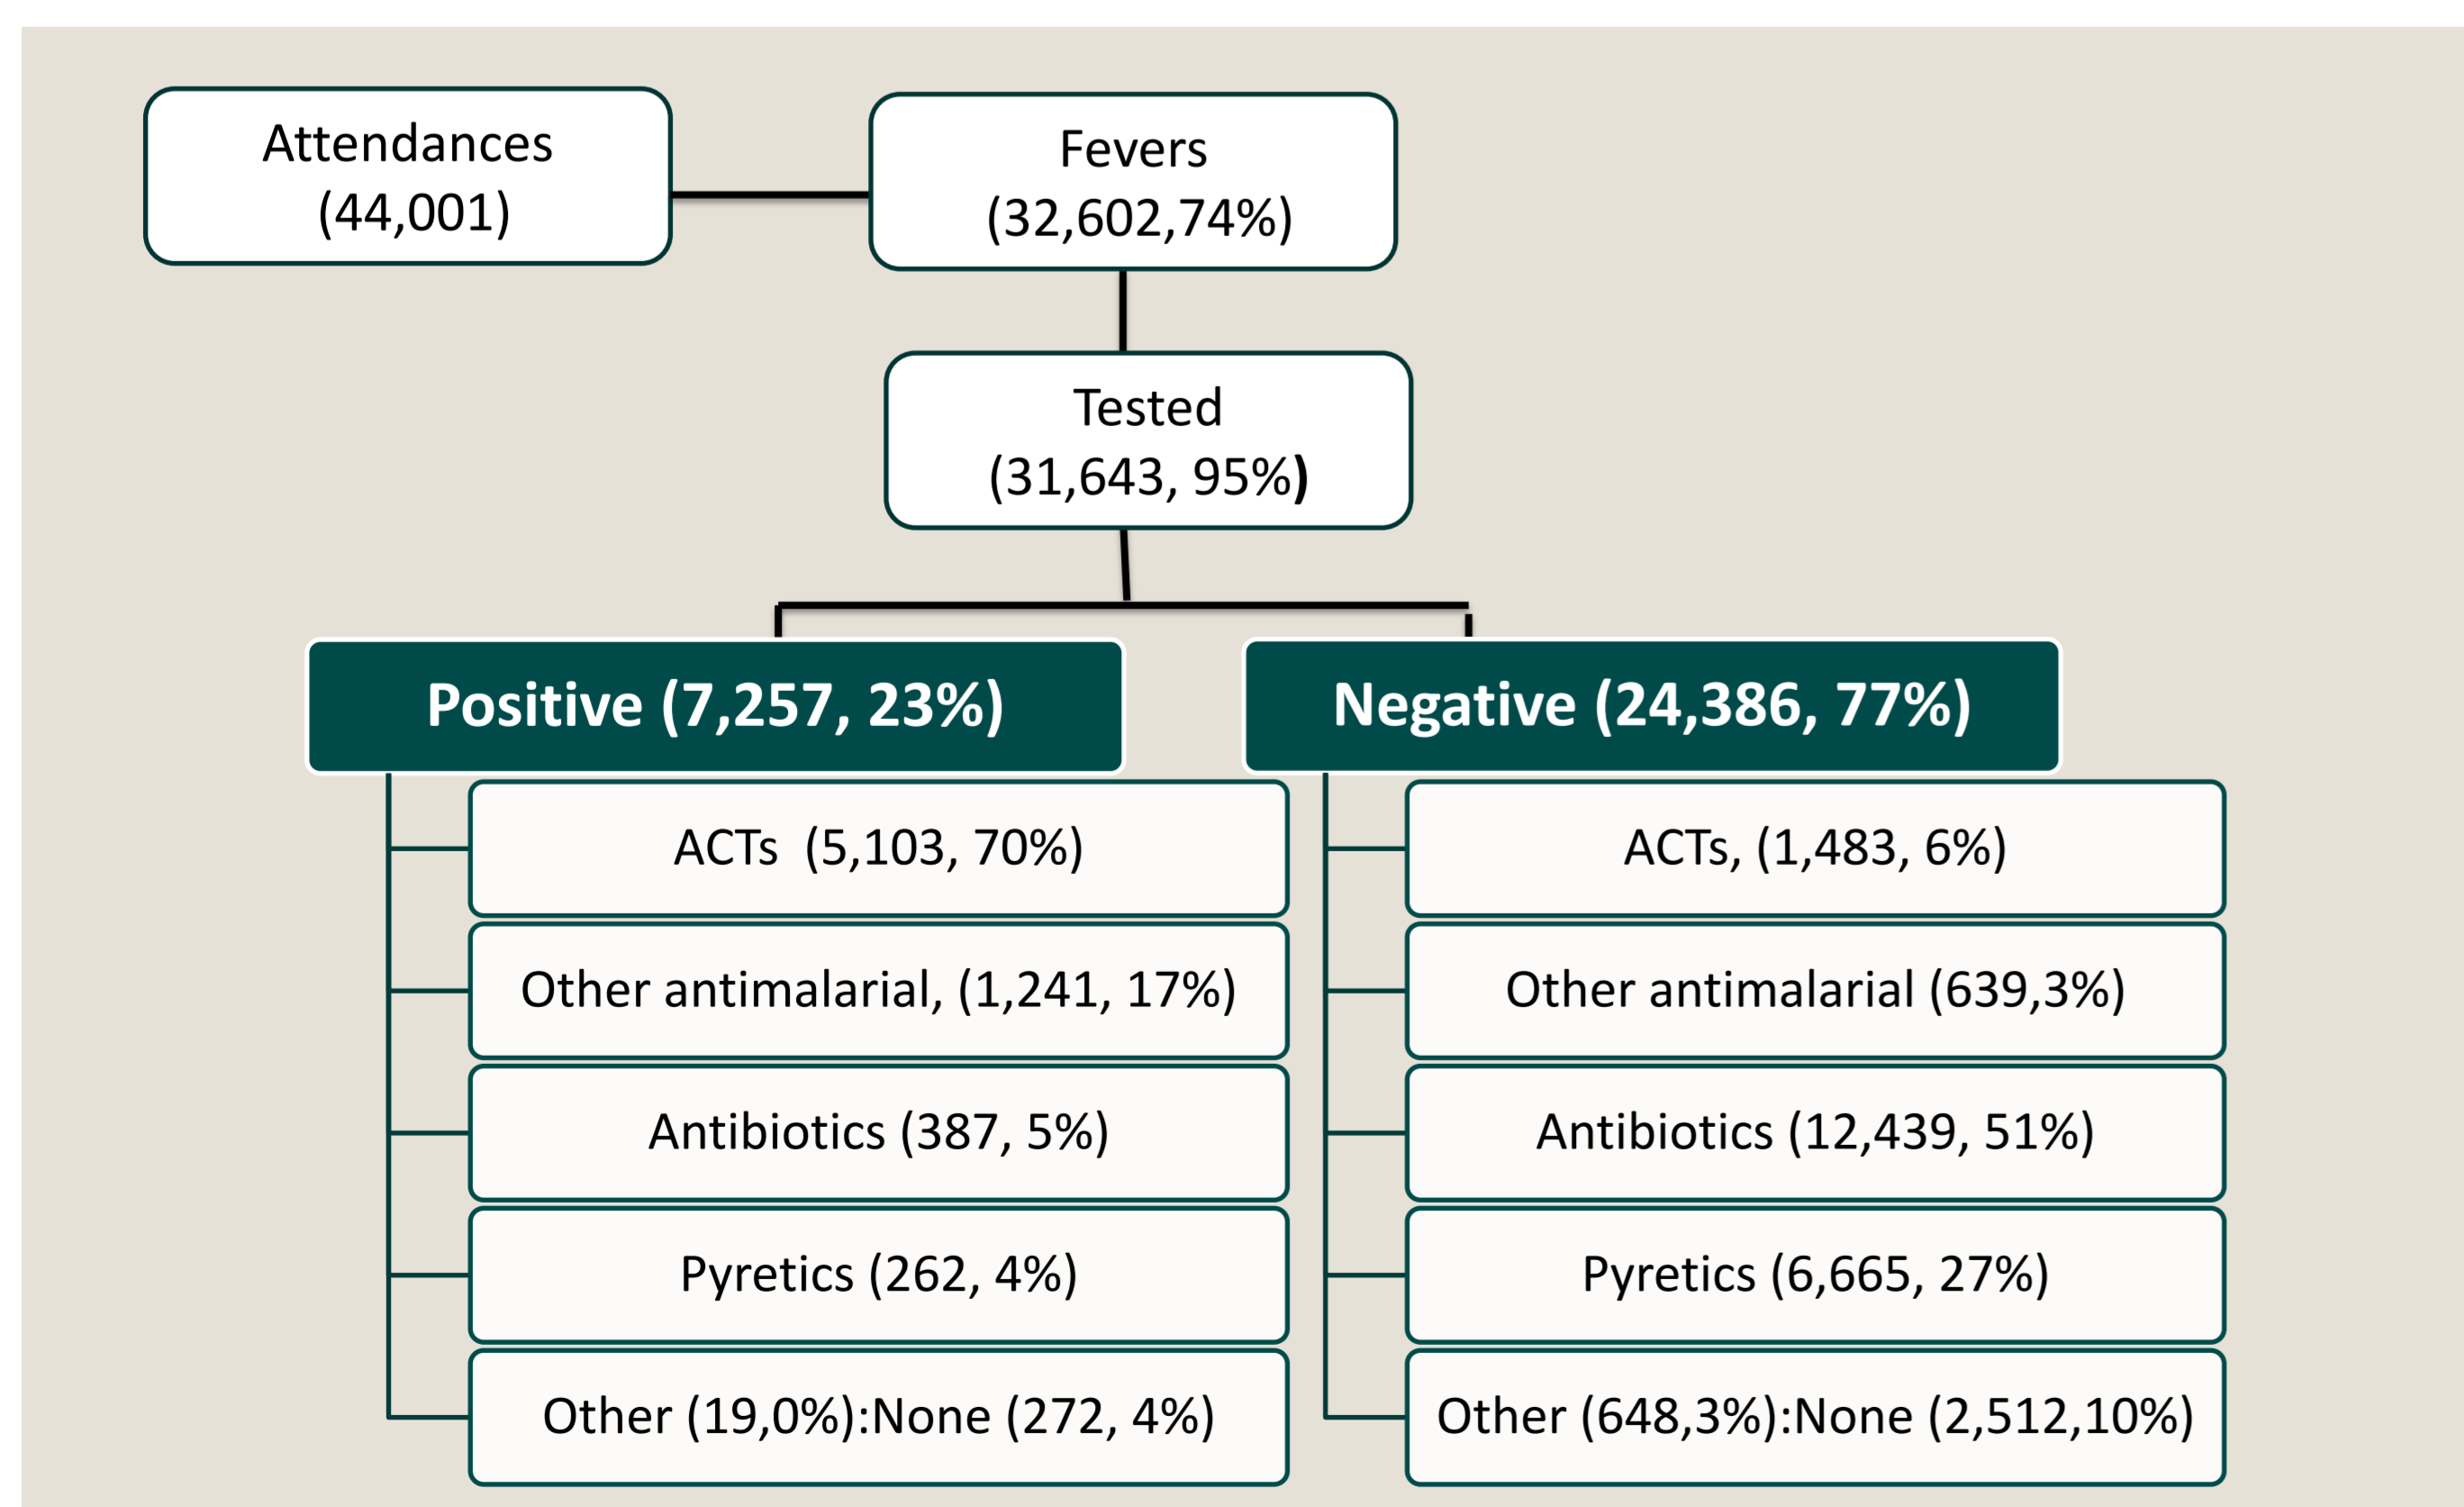 Attendances
(44,001)
Fevers
(32,602,74%)
Tested
(31,643, 95%)
Positive (7,257, 23%)
ACTs  (5,103, 70%)
Other antimalarial, (1,241, 17%)
Antibiotics (387, 5%)
Pyretics (262, 4%)
Other (19,0%):None (272, 4%)
Negative (24,386, 77%)
ACTs, (1,483, 6%)
Other antimalarial (639,3%)
Antibiotics (12,439, 51%)
Pyretics (6,665, 27%)
Other (648,3%):None (2,512,10%)